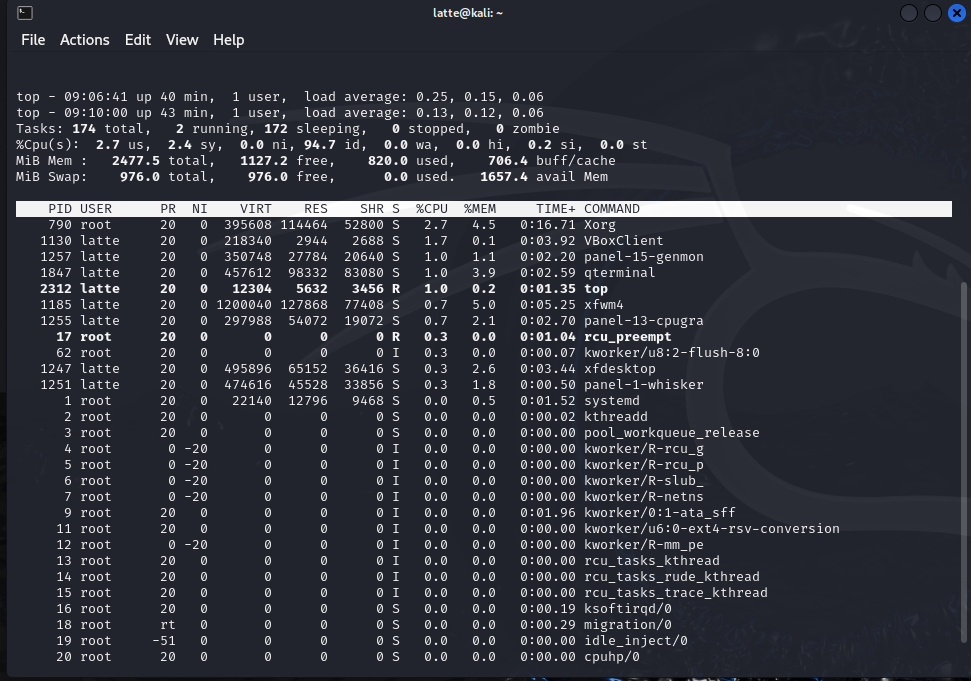 latte@kali: ~
File Actions Edit View Help
top - 09:06:41 up 40 min,  1 user,  load average: 0.25, 0.15, 0.06
top - 09:10:00 up 43 min,  1 user,  load average: 0.13, 0.12, 0.06
Tasks: 174 total,   2 running, 172 sleeping,   0 stopped,   0 zombie
%Cpu(s):  2.7 us,  2.4 sy,  0.0 ni, 94.7 id,  0.0 wa,  0.0 hi,  0.2 si,  0.0 st
MiB Mem :   2477.5 total,   1127.2 free,    820.0 used,    706.4 buff/cache
MiB Swap:    976.0 total,    976.0 free,      0.0 used.   1657.4 avail Mem
PID USER      PR  NI    VIRT    RES    SHR S  %CPU  %MEM     TIME+ COMMAND
790 root      20   0  395608 114464  52800 S   2.7   4.5   0:16.71 Xorg
1130 latte     20   0  218340   2944   2688 S   1.7   0.1   0:03.92 VBoxClient
1257 latte     20   0  350748  27784  20640 S   1.0   1.1   0:02.20 panel-15-genmon
1847 latte     20   0  457612  98332  83080 S   1.0   3.9   0:02.59 qterminal
2312 latte     20   0   12304   5632   3456 R   1.0   0.2   0:01.35 top
1185 latte     20   0 1200040 127868  77408 S   0.7   5.0   0:05.25 xfwm4
1255 latte     20   0  297988  54072  19072 S   0.7   2.1   0:02.70 panel-13-cpugra
17 root      20   0       0      0      0 R   0.3   0.0   0:01.04 rcu_preempt
62 root      20   0       0      0      0 I   0.3   0.0   0:00.07 kworker/u8:2-flush-8:0
1247 latte     20   0  495896  65152  36416 S   0.3   2.6   0:03.44 xfdesktop
1251 latte     20   0  474616  45528  33856 S   0.3   1.8   0:00.50 panel-1-whisker
1 root      20   0   22140  12796   9468 S   0.0   0.5   0:01.52 systemd
2 root      20   0       0      0      0 S   0.0   0.0   0:00.02 kthreadd
3 root      20   0       0      0      0 S   0.0   0.0   0:00.00 pool_workqueue_release
4 root       0 -20       0      0      0 I   0.0   0.0   0:00.00 kworker/R-rcu_g
5 root       0 -20       0      0      0 I   0.0   0.0   0:00.00 kworker/R-rcu_p
6 root       0 -20       0      0      0 I   0.0   0.0   0:00.00 kworker/R-slub_
7 root       0 -20       0      0      0 I   0.0   0.0   0:00.00 kworker/R-netns
9 root      20   0       0      0      0 I   0.0   0.0   0:01.96 kworker/0:1-ata_sff
11 root      20   0       0      0      0 I   0.0   0.0   0:00.00 kworker/u6:0-ext4-rsv-conversion
12 root       0 -20       0      0      0 I   0.0   0.0   0:00.00 kworker/R-mm_pe
13 root      20   0       0      0      0 I   0.0   0.0   0:00.00 rcu_tasks_kthread
14 root      20   0       0      0      0 I   0.0   0.0   0:00.00 rcu_tasks_rude_kthread
15 root      20   0       0      0      0 I   0.0   0.0   0:00.00 rcu_tasks_trace_kthread
16 root      20   0       0      0      0 S   0.0   0.0   0:00.19 ksoftirqd/0
18 root      rt   0       0      0      0 S   0.0   0.0   0:00.29 migration/0
19 root     -51   0       0      0      0 S   0.0   0.0   0:00.00 idle_inject/0
20 root      20   0       0      0      0 S   0.0   0.0   0:00.00 cpuhp/0